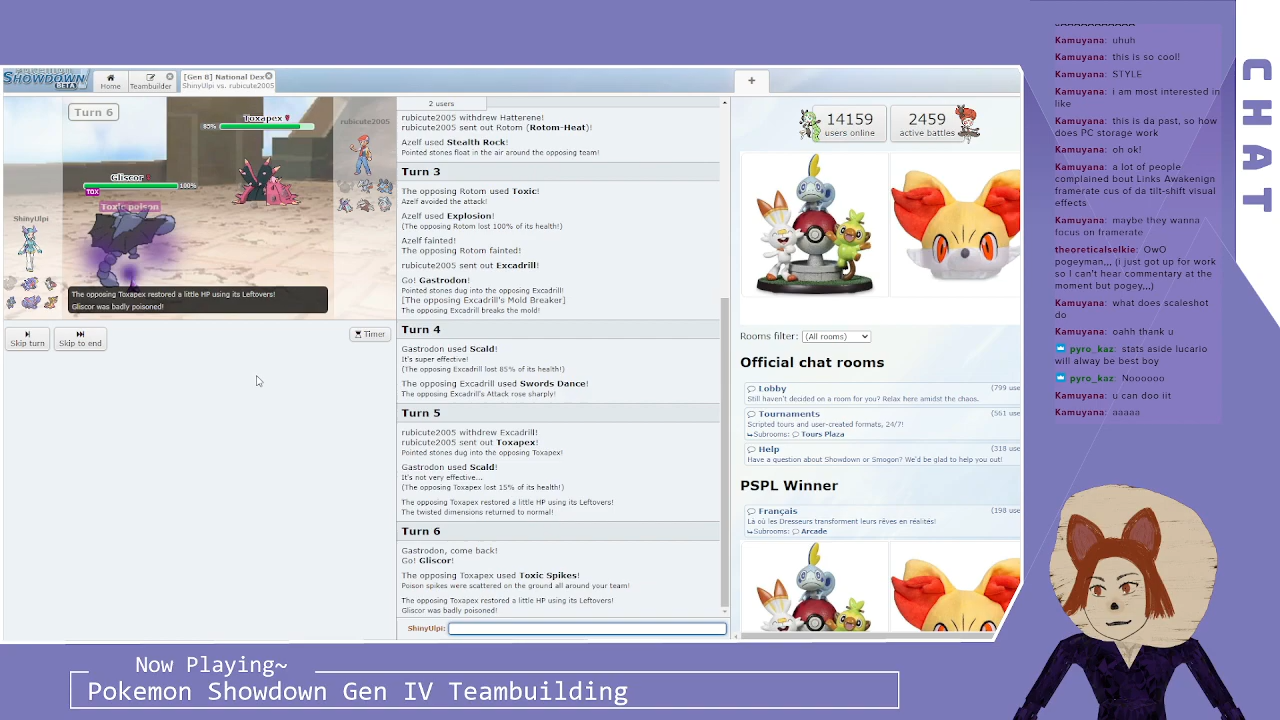 Kamuyana: uhuh
Kamuyana: this is so cool!
Kamuyana: STYLE
Kamuyana: i am most interested in
like
Kamuyana: this is da past, so how
does PC storage work
Kamuyana: oh ok!
Kamuyana: a lot of people
complained bout Links Awakenign
framerate cus of da tilt-shift visual
effects
Kamuyana: maybe they wanna
focus on framerate
theoreticalselkie: OwO
pogeyman,,, (i just got up for work
so I can't hear commentary at the
moment but pogey,,,)
Kamuyana: what does scaleshot
do
Kamuyana: oahh thank u
pyro_kaz: stats aside lucario
will alway be best boy
pyro_kaz: Noooooo
Kamuyana: u can doo iit
Kamuyana: aaaaa
CHAT
SHOWDOWN
BETA
Home
Teambuilder
[Gen 8] National Dex
ShinyUlpi vs. rubicute2005
+
Turn 6
Toxapex
85%
rubicute2005
Gliscor
100%
TOX
Toxic poison
ShinyUlpi
The opposing Toxapex restored a little HP using its Leftovers!
Gliscor was badly poisoned!
Skip turn
Skip to end
Timer
2 users
rubicute2005 withdrew Hatterene!
rubicute2005 sent out Rotom (Rotom-Heat)!
Azelf used Stealth Rock!
Pointed stones float in the air around the opposing team!
Turn 3
The opposing Rotom used Toxic!
Azelf avoided the attack!
Azelf used Explosion!
(The opposing Rotom lost 100% of its health!)
Azelf fainted!
The opposing Rotom fainted!
rubicute2005 sent out Excadrill!
Go! Gastrodon!
Pointed stones dug into the opposing Excadrill!
[The opposing Excadrill's Mold Breaker]
The opposing Excadrill breaks the mold!
Turn 4
Gastrodon used Scald!
It's super effective!
(The opposing Excadrill lost 85% of its health!)
The opposing Excadrill used Swords Dance!
The opposing Excadrill's Attack rose sharply!
Turn 5
rubicute2005 withdrew Excadrill!
rubicute2005 sent out Toxapex!
Pointed stones dug into the opposing Toxapex!
Gastrodon used Scald!
It's not very effective...
(The opposing Toxapex lost 15% of its health!)
The opposing Toxapex restored a little HP using its Leftovers!
The twisted dimensions returned to normal!
Turn 6
Gastrodon, come back!
Go! Gliscor!
The opposing Toxapex used Toxic Spikes!
Poison spikes were scattered on the ground all around your team!
The opposing Toxapex restored a little HP using its Leftovers!
Gliscor was badly poisoned!
ShinyUlpi:
14159
users online
2459
active battles
Rooms filter: (All rooms)
Official chat rooms
Lobby
(799 use
Still haven't decided on a room for you? Relax here amidst the chaos.
Tournaments
(561 use
Scripted tours and user-created formats, 24/7!
Subrooms: Tours Plaza
Help
(318 use
Have a question about Showdown or Smogon? We'd be glad to help you out!
PSPL Winner
Français
(198 use
Là où les Dresseurs transforment leurs rêves en réalités!
Subrooms: Arcade
Now Playing~
Pokemon Showdown Gen IV Teambuilding